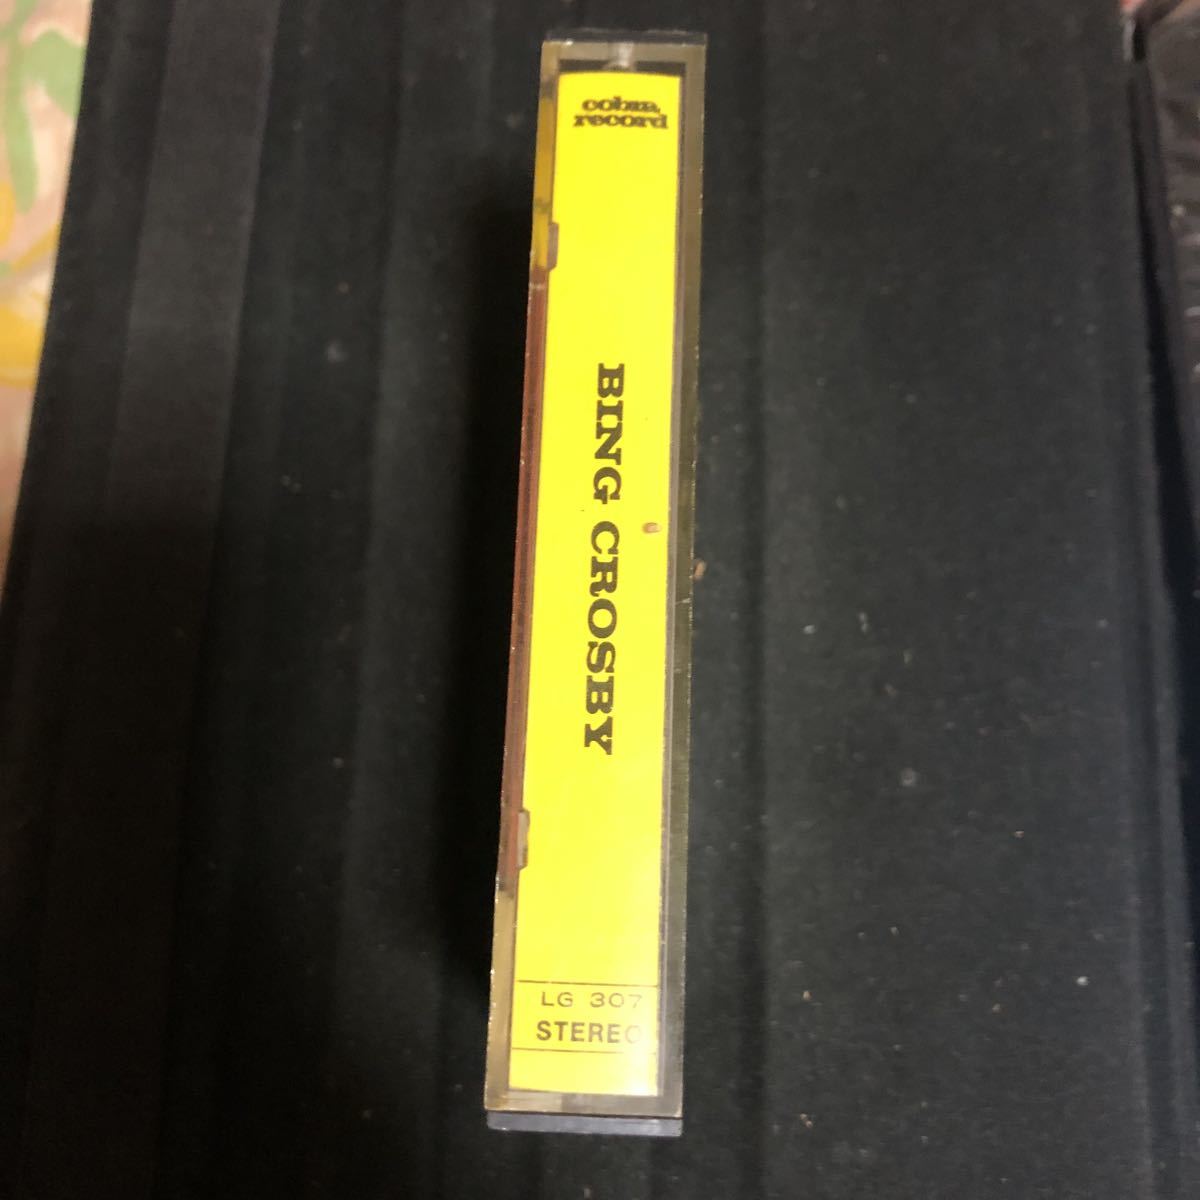 cobra
record
BING CROSBY
LG 307
STEREO